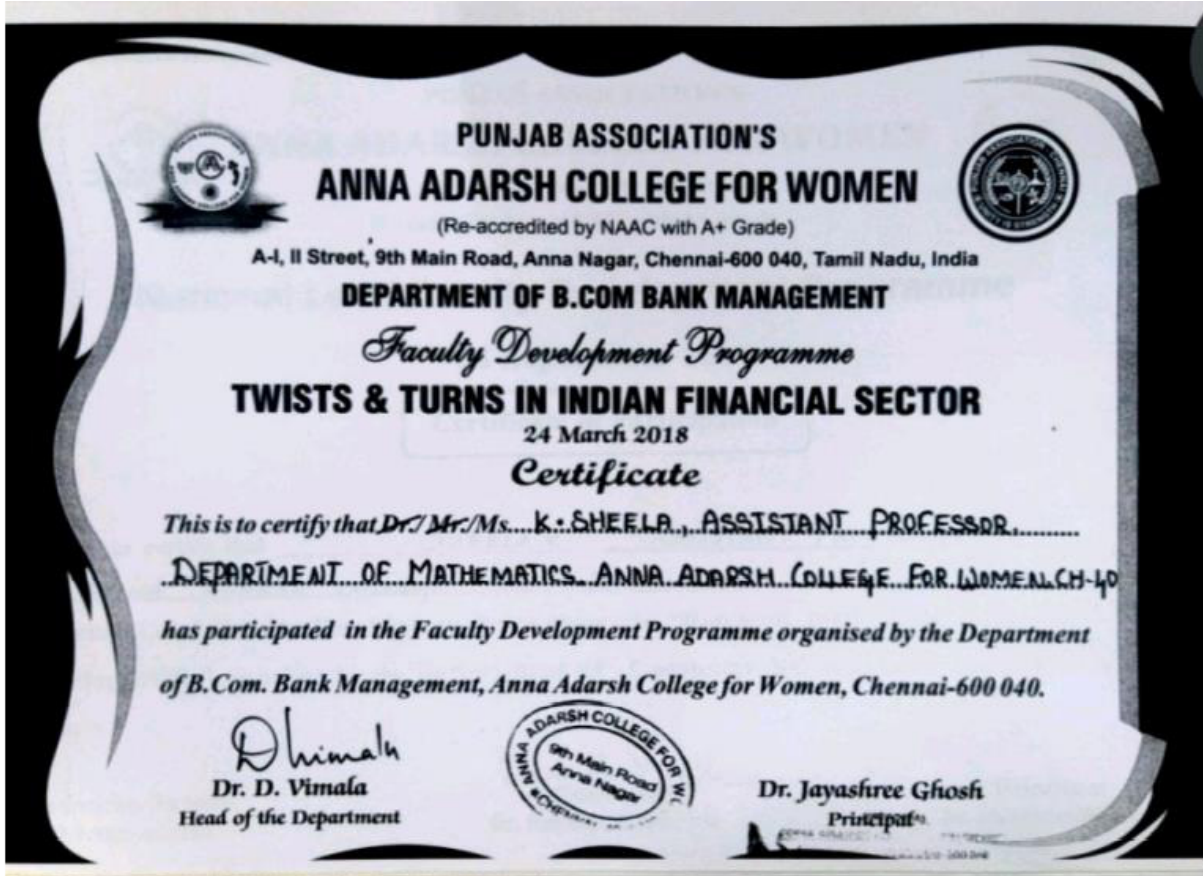 PUNJAB ASSOCIATION'S
ANNA ADARSH COLLEGE FOR WOMEN
(Re-accredited by NAAC with A+ Grade)
A-I, II Street, 9th Main Road, Anna Nagar, Chennai-600 040, Tamil Nadu, India
DEPARTMENT OF B.COM BANK MANAGEMENT
Faculty Development Programme
TWISTS & TURNS IN INDIAN FINANCIAL SECTOR
24 March 2018
Certificate
This is to certify that Dr./ Mr./Ms. K. SHEELA, ASSISTANT PROFESSOR.
DEPARTMENT OF MATHEMATICS ANNA ADARSH COLLEGE FOR WOMEN. CH-40
has participated in the Faculty Development Programme organised by the Department
of B.Com. Bank Management, Anna Adarsh College for Women, Chennai-600 040.
ANNA ADARSH COLLEGE FOR
9th Main Road
Anna Nagar
Dr. D. Vimala
Head of the Department
Dr. Jayashree Ghosh
Principal